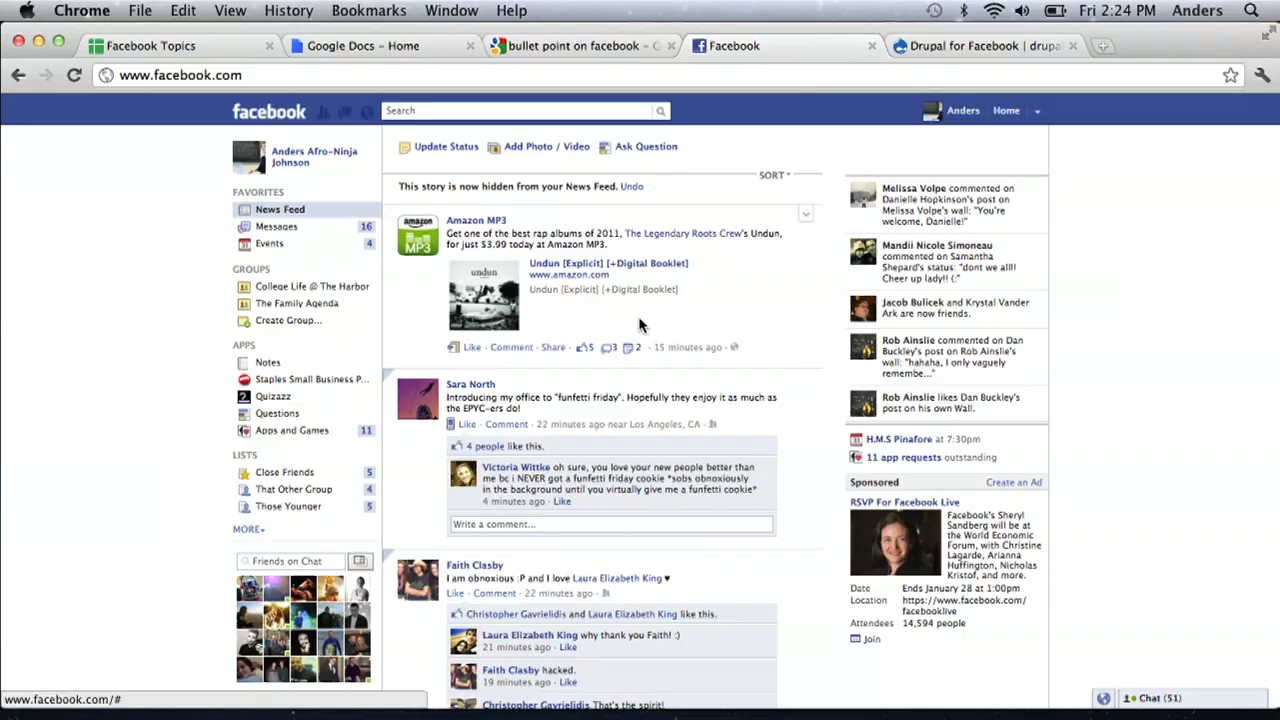 Chrome File Edit View History Bookmarks Window Help Fri 2:24 PM Anders
Facebook Topics Google Docs – Home bullet point on facebook – G Facebook Drupal for Facebook | drupa
www.facebook.com
facebook Search Anders Home
Anders Afro-Ninja
Johnson
FAVORITES
News Feed
Messages 16
Events 4
GROUPS
College Life @ The Harbor
The Family Agenda
Create Group...
APPS
Notes
Staples Small Business P...
Quizazz
Questions
Apps and Games 11
LISTS
Close Friends 5
That Other Group 4
Those Younger 5
MORE
Friends on Chat
Update Status Add Photo / Video Ask Question
SORT
This story is now hidden from your News Feed. Undo
amazon
MP3
Amazon MP3
Get one of the best rap albums of 2011, The Legendary Roots Crew's Undun,
for just $3.99 today at Amazon MP3.
undun
Undun [Explicit] [+Digital Booklet]
www.amazon.com
Undun [Explicit] [+Digital Booklet]
Like · Comment · Share · 5 3 2 · 15 minutes ago ·
Sara North
Introducing my office to "funfetti friday". Hopefully they enjoy it as much as
the EPYC-ers do!
Like · Comment · 22 minutes ago near Los Angeles, CA ·
4 people like this.
Victoria Wittke oh sure, you love your new people better than
me bc i NEVER got a funfetti friday cookie *sobs obnoxiously
in the background until you virtually give me a funfetti cookie*
4 minutes ago · Like
Write a comment...
Faith Clasby
I am obnoxious :P and I love Laura Elizabeth King ♥
Like · Comment · 22 minutes ago ·
Christopher Gavrielidis and Laura Elizabeth King like this.
Laura Elizabeth King why thank you Faith! :)
21 minutes ago · Like
Faith Clasby hacked.
19 minutes ago · Like
Christopher Gavrielidis That's the spirit!
Melissa Volpe commented on
Danielle Hopkinson's post on
Melissa Volpe's wall: "You're
welcome, Danielle!"
Mandii Nicole Simoneau
commented on Samantha
Shepard's status: "dont we all!!
Cheer up lady!! (:"
Jacob Bulicek and Krystal Vander
Ark are now friends.
Rob Ainslie commented on Dan
Buckley's post on Rob Ainslie's
wall: "hahaha, I only vaguely
remembe..."
Rob Ainslie likes Dan Buckley's
post on his own Wall.
H.M.S Pinafore at 7:30pm
11 app requests outstanding
Sponsored Create an Ad
RSVP For Facebook Live
Facebook's Sheryl
Sandberg will be at
the World Economic
Forum, with Christine
Lagarde, Arianna
Huffington, Nicholas
Kristof, and more.
Date Ends January 28 at 1:00pm
Location https://www.facebook.com/
facebooklive
Attendees 14,594 people
Join
www.facebook.com/#
Chat (51)